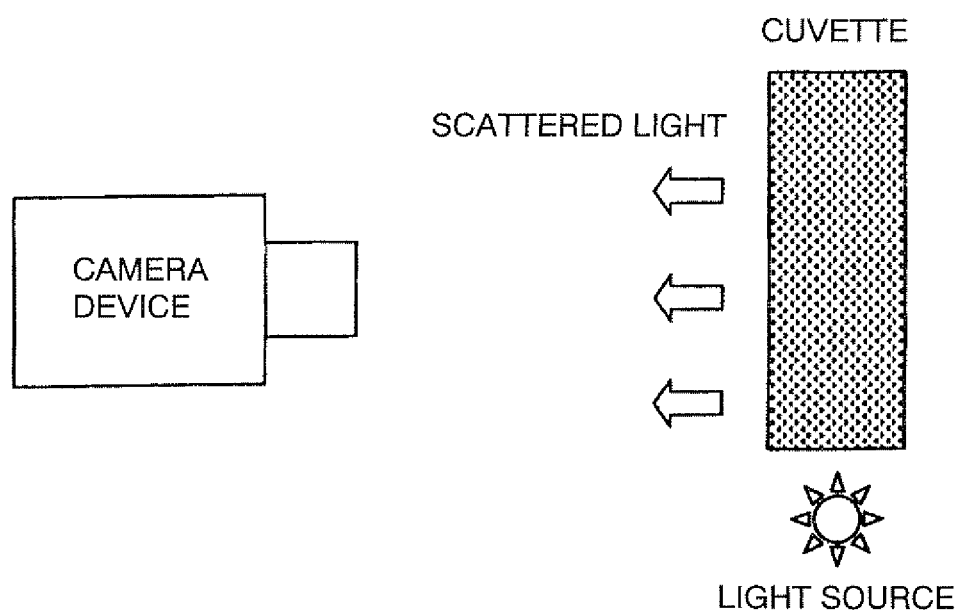 CUVETTE
SCATTERED LIGHT
CAMERA
DEVICE
LIGHT SOURCE